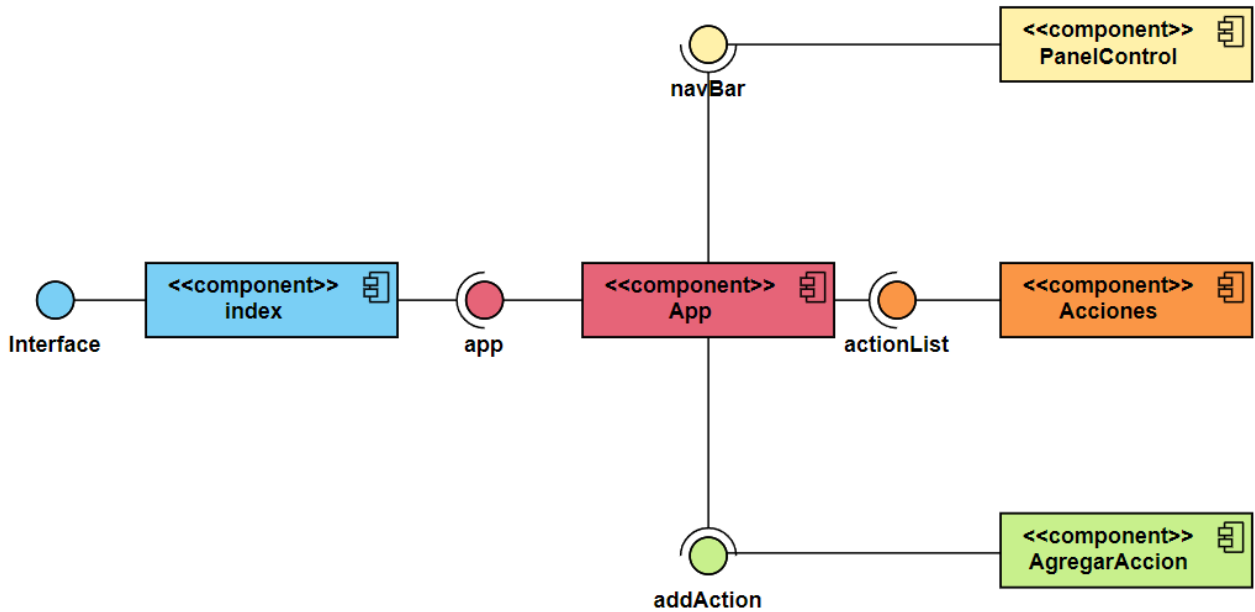 <<component>>
PanelControl
navBar
<<component>>
index
<<component>>
App
<<component>>
Acciones
Interface
app
actionList
<<component>>
AgregarAccion
addAction